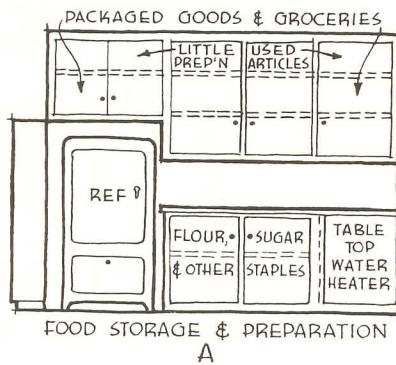 PACKAGED GOODS & GROCERIES
LITTLE USED
PREP'N ARTICLES
REF
FLOUR, SUGAR
& OTHER STAPLES
TABLE
TOP
WATER
HEATER
FOOD STORAGE & PREPARATION
A